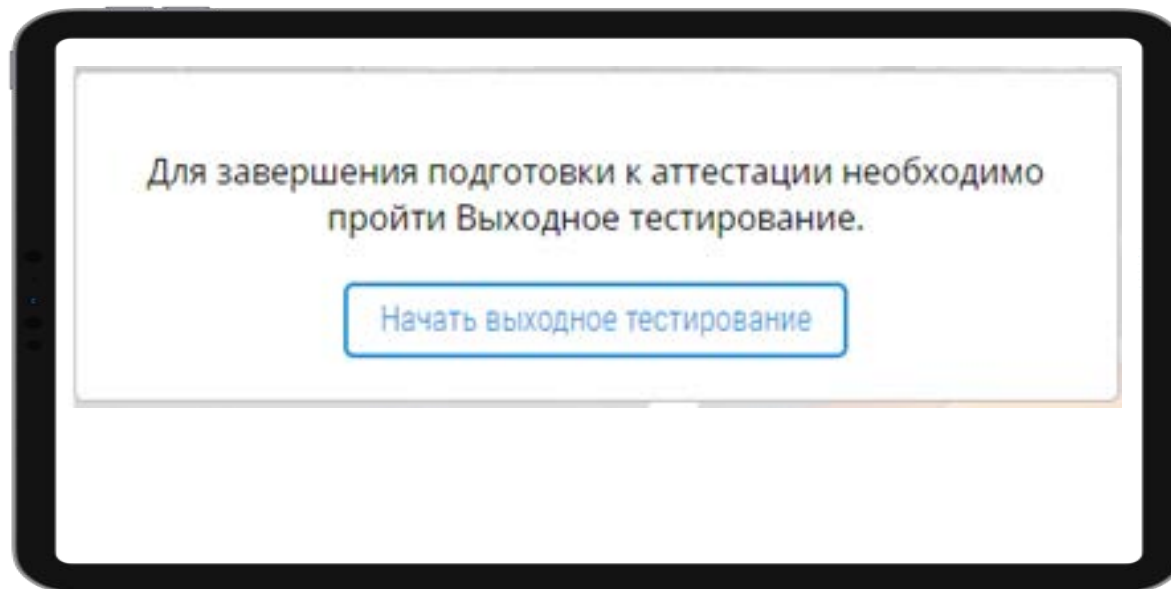 Для завершения подготовки к аттестации необходимо
пройти Выходное тестирование.
Начать выходное тестирование